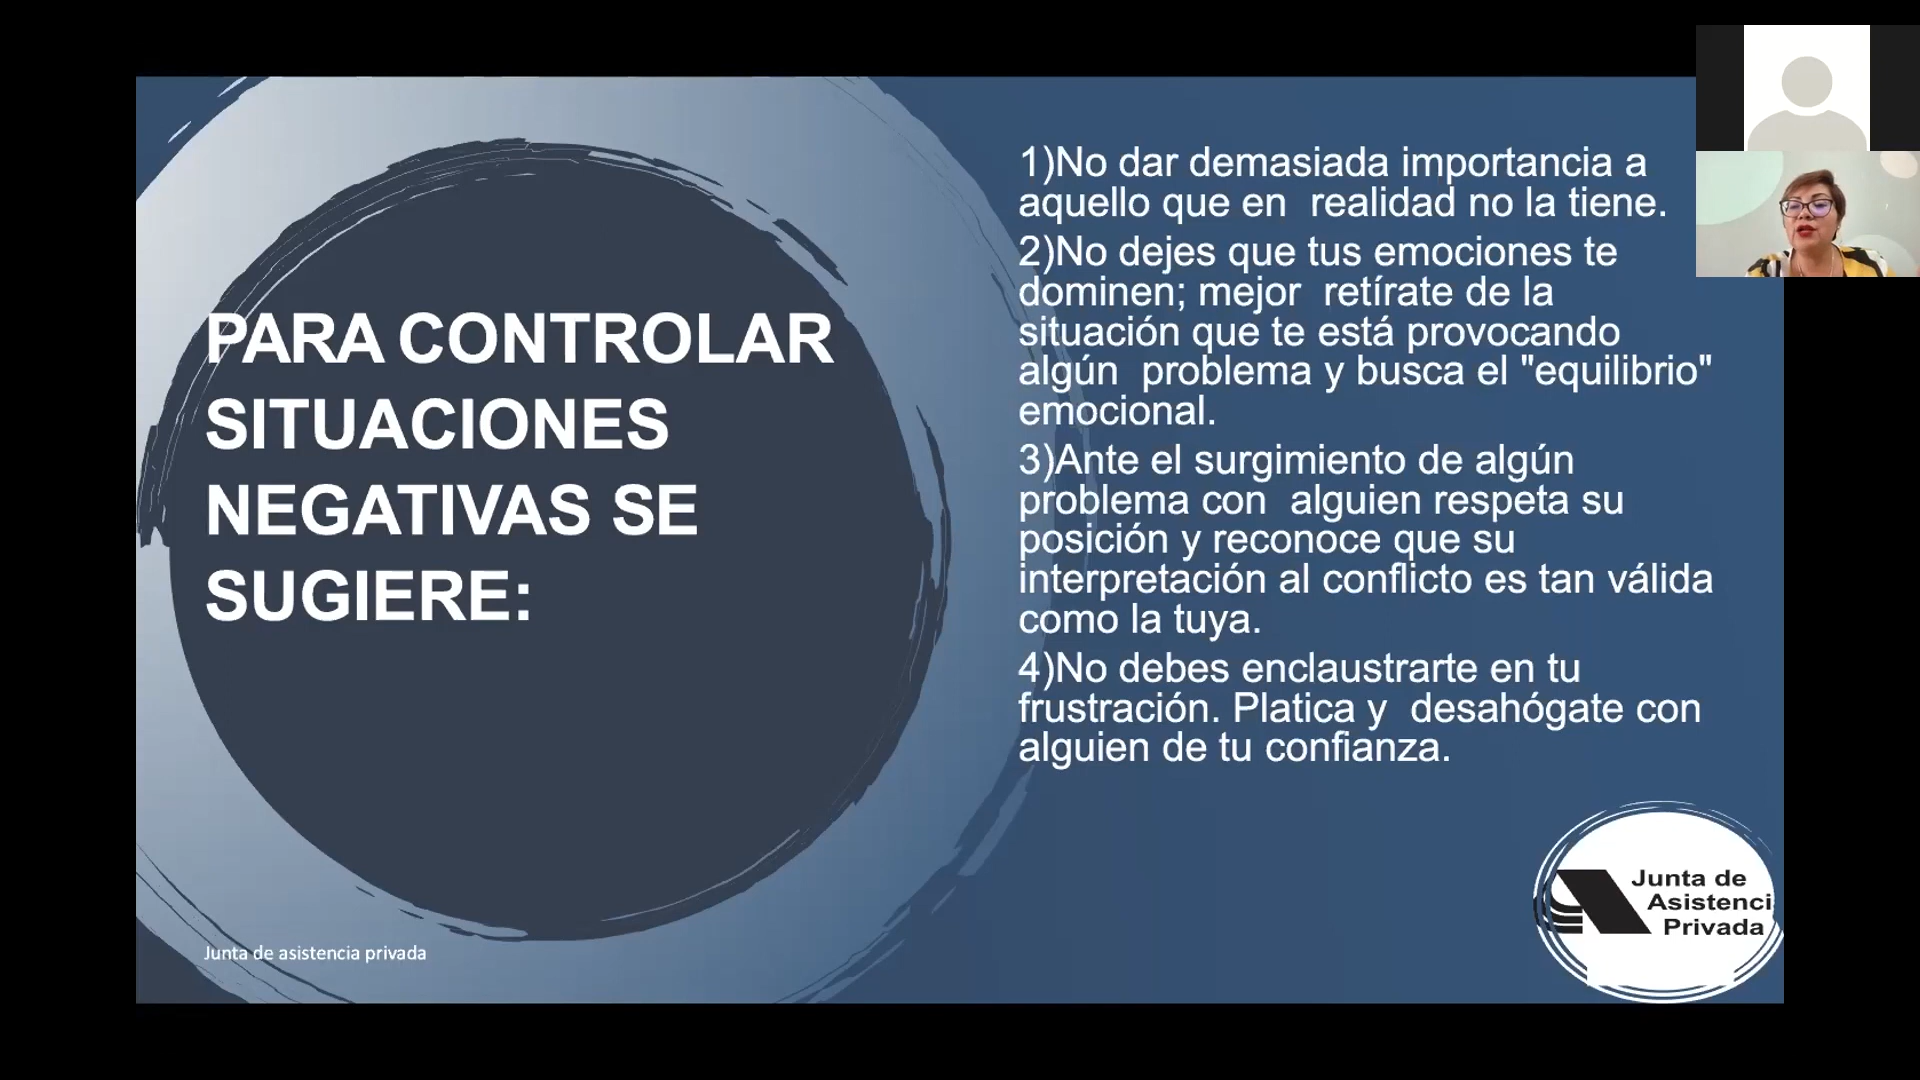 PARA CONTROLAR
SITUACIONES
NEGATIVAS SE
SUGIERE:
1)No dar demasiada importancia a
aquello que en  realidad no la tiene.
2)No dejes que tus emociones te
dominen; mejor  retírate de la
situación que te está provocando
algún  problema y busca el "equilibrio"
emocional.
3)Ante el surgimiento de algún
problema con  alguien respeta su
posición y reconoce que su
interpretación al conflicto es tan válida
como la tuya.
4)No debes enclaustrarte en tu
frustración. Platica y  desahógate con
alguien de tu confianza.
Junta de asistencia privada
Junta de
Asistenci
Privada